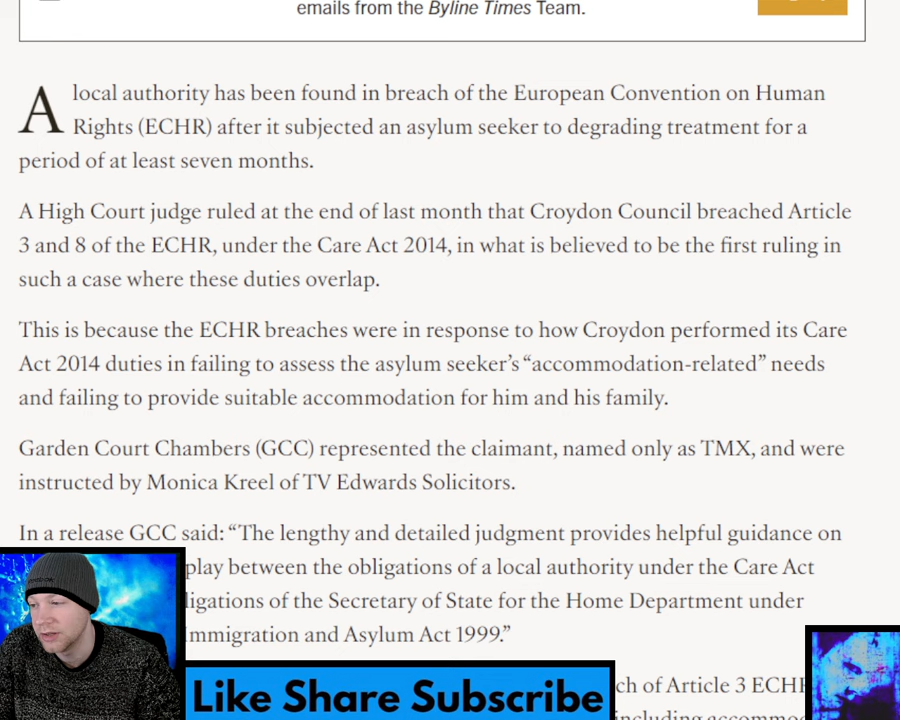 emails from the Byline Times Team.
A local authority has been found in breach of the European Convention on Human
Rights (ECHR) after it subjected an asylum seeker to degrading treatment for a
period of at least seven months.
A High Court judge ruled at the end of last month that Croydon Council breached Article
3 and 8 of the ECHR, under the Care Act 2014, in what is believed to be the first ruling in
such a case where these duties overlap.
This is because the ECHR breaches were in response to how Croydon performed its Care
Act 2014 duties in failing to assess the asylum seeker's “accommodation-related” needs
and failing to provide suitable accommodation for him and his family.
Garden Court Chambers (GCC) represented the claimant, named only as TMX, and were
instructed by Monica Kreel of TV Edwards Solicitors.
In a release GCC said: “The lengthy and detailed judgment provides helpful guidance on
play between the obligations of a local authority under the Care Act
ligations of the Secretary of State for the Home Department under
Immigration and Asylum Act 1999.”
ch of Article 3 ECHR
including accommod
Like Share Subscribe